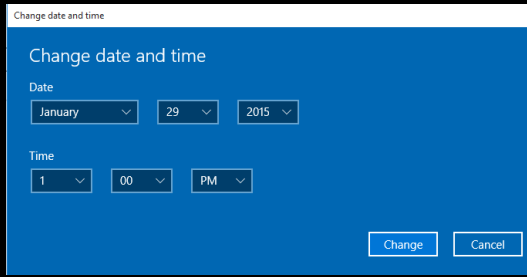 Change date and time
Change date and time
Date
January 29 2015
Time
1 00 PM
Change Cancel